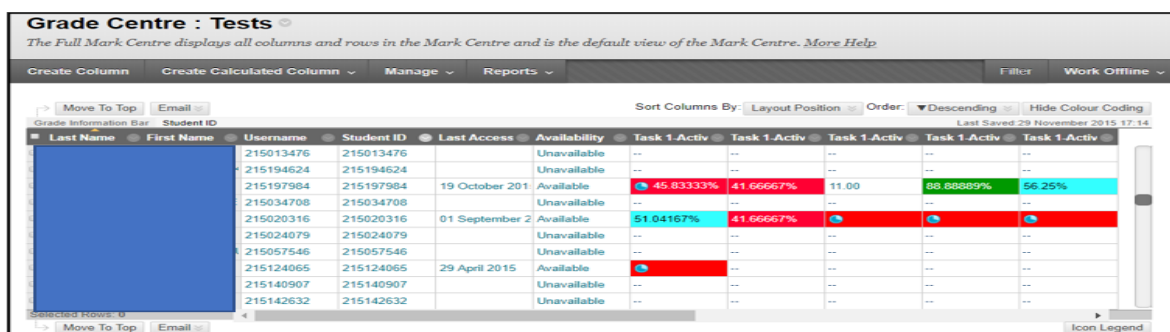 Grade Centre : Tests
The Full Mark Centre displays all columns and rows in the Mark Centre and is the default view of the Mark Centre. More Help
Create Column Create Calculated Column Manage Reports Filter Work Offline
Move To Top Email Sort Columns By: Layout Position Order: ▼Descending Hide Colour Coding
Grade Information Bar Student ID Last Saved:29 November 2015 17:14
Last Name First Name Username Student ID Last Access Availability Task 1-Activ Task 1-Activ Task 1-Activ Task 1-Activ Task 1-Activ
215013476 215013476 Unavailable -- -- -- -- --
215194624 215194624 Unavailable -- -- -- -- --
215197984 215197984 19 October 201 Available 45.83333% 41.66667% 11.00 88.88889% 56.25%
215034708 215034708 Unavailable -- -- -- -- --
215020316 215020316 01 September 2 Available 51.04167% 41.66667%
215024079 215024079 Unavailable -- -- -- -- --
215057546 215057546 Unavailable -- -- -- -- --
215124065 215124065 29 April 2015 Available -- -- -- --
215140907 215140907 Unavailable -- -- -- -- --
215142632 215142632 Unavailable -- -- -- -- --
Selected Rows: 0
Move To Top Email Icon Legend